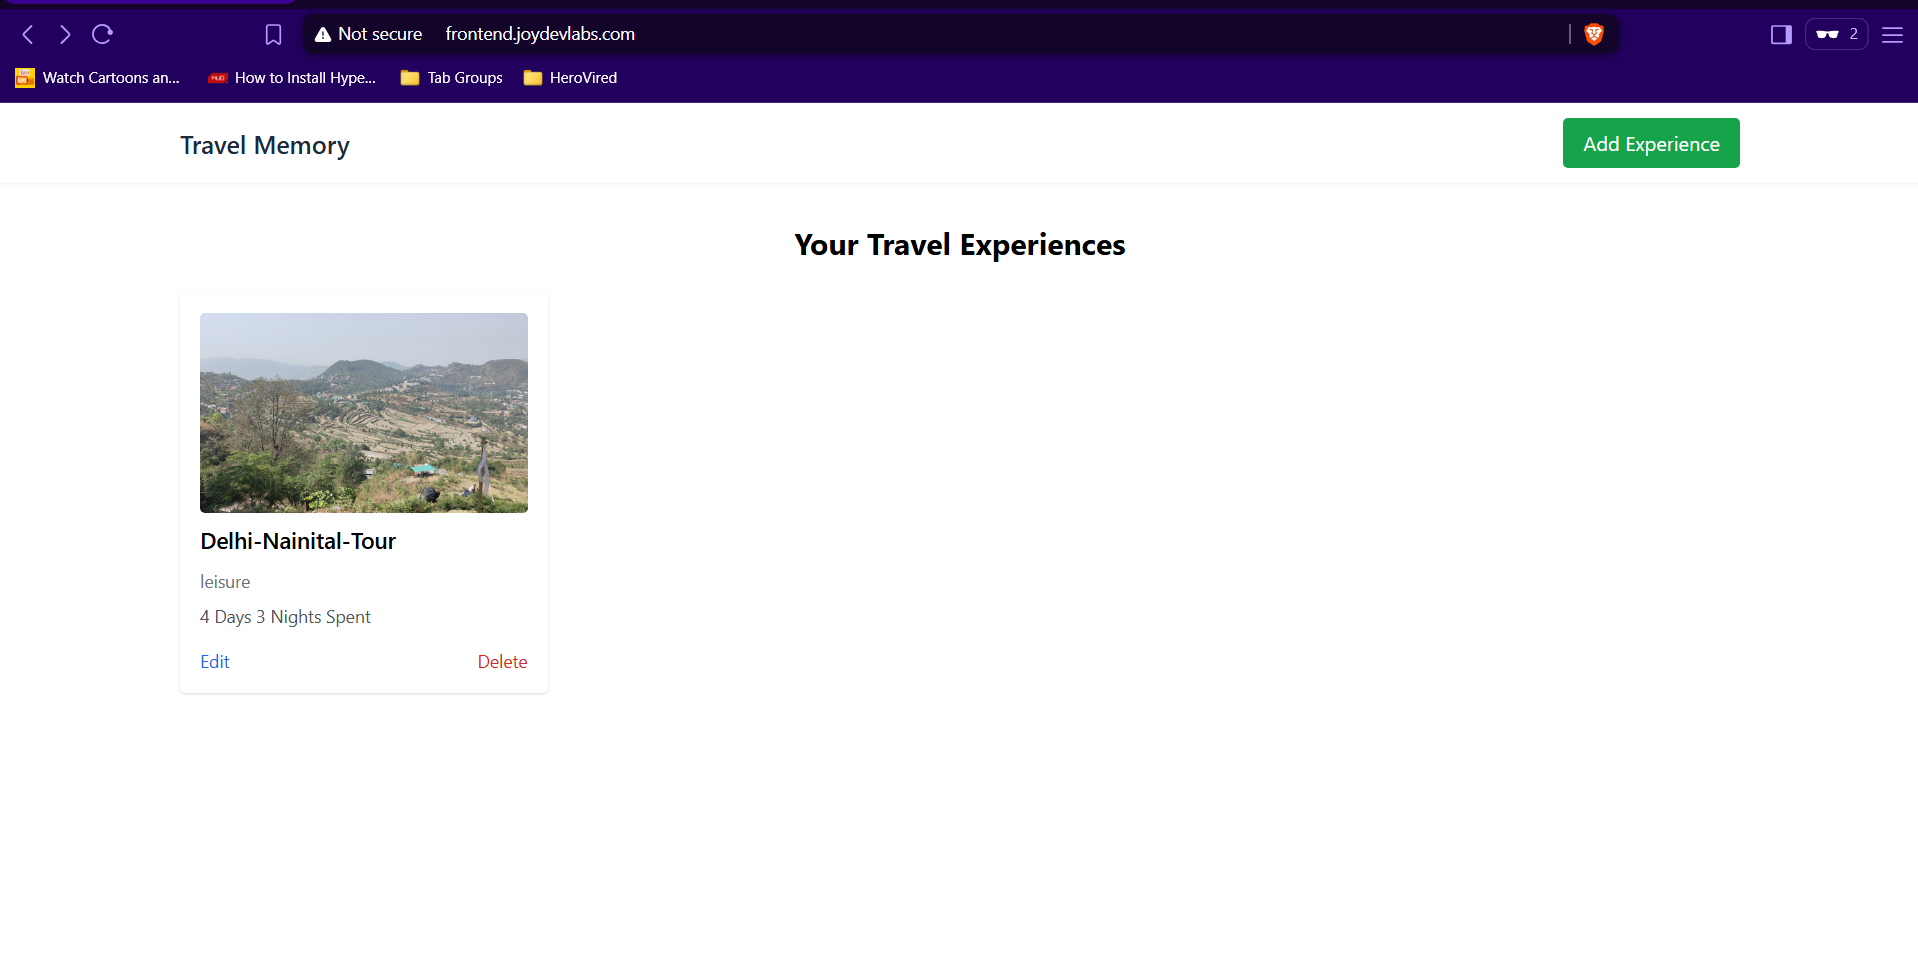 Not secure frontend.joydevlabs.com
2
Watch Cartoons an... How to Install Hype... Tab Groups HeroVired
Travel Memory
Add Experience
Your Travel Experiences
Delhi-Nainital-Tour
leisure
4 Days 3 Nights Spent
Edit Delete